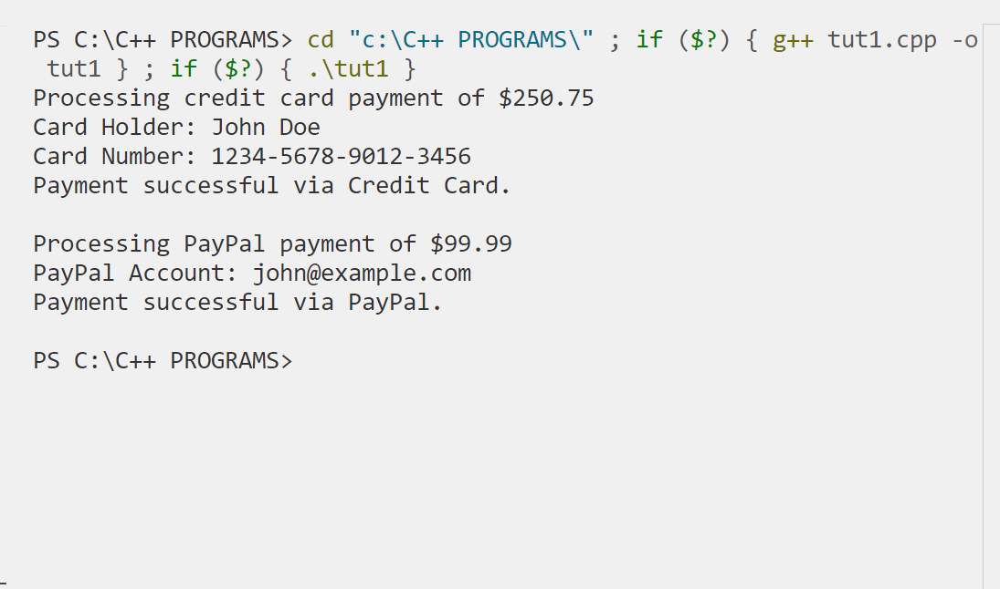 PS C:\C++ PROGRAMS> cd "c:\C++ PROGRAMS\" ; if ($?) { g++ tut1.cpp -o
tut1 } ; if ($?) { .\tut1 }
Processing credit card payment of $250.75
Card Holder: John Doe
Card Number: 1234-5678-9012-3456
Payment successful via Credit Card.
Processing PayPal payment of $99.99
PayPal Account: john@example.com
Payment successful via PayPal.
PS C:\C++ PROGRAMS>